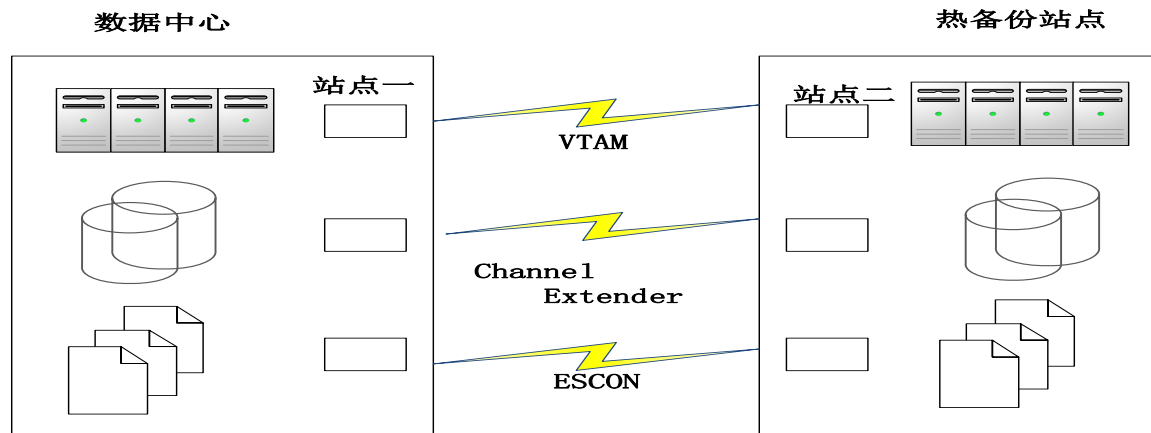 数据中心
热备份站点
站点一
站点二
VTAM
Channel
Extender
ESCON